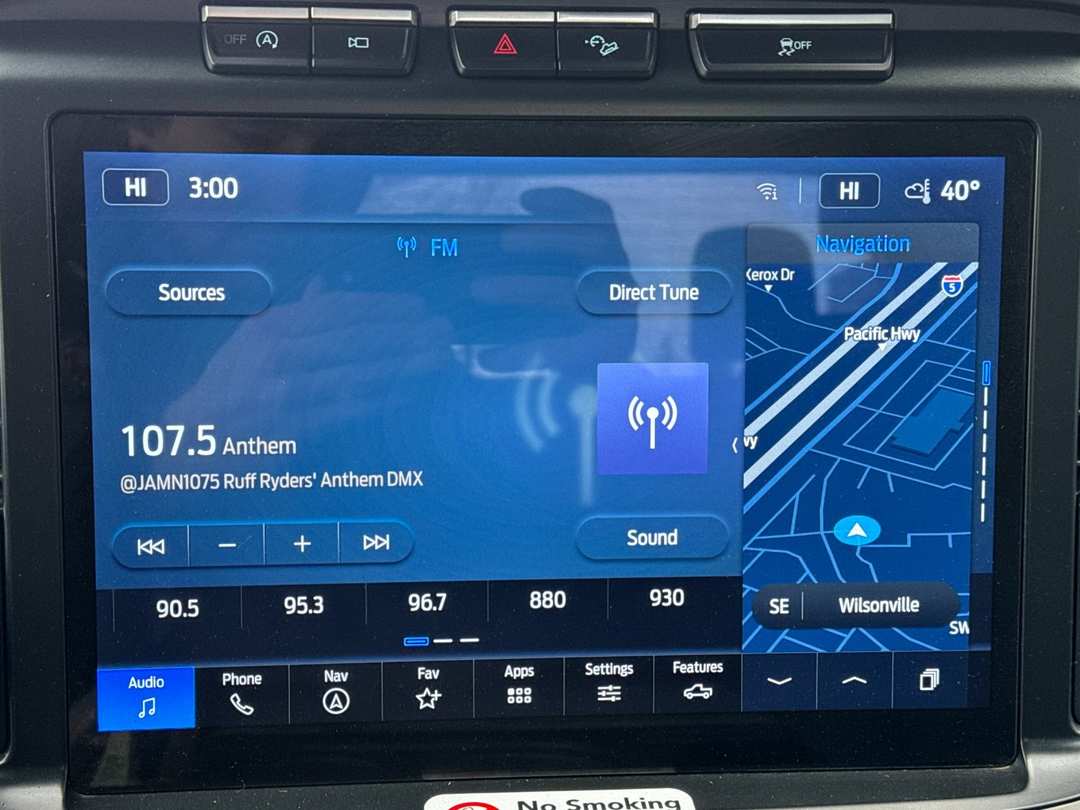 OFF A
OFF
HI 3:00
HI 40°
FM
Navigation
Sources
Direct Tune
Xerox Dr
5
Pacific Hwy
wy
107.5 Anthem
@JAMN1075 Ruff Ryders' Anthem DMX
Sound
90.5 95.3 96.7 880 930
SE Wilsonville
SW
Audio Phone Nav Fav Apps Settings Features
No Smoking